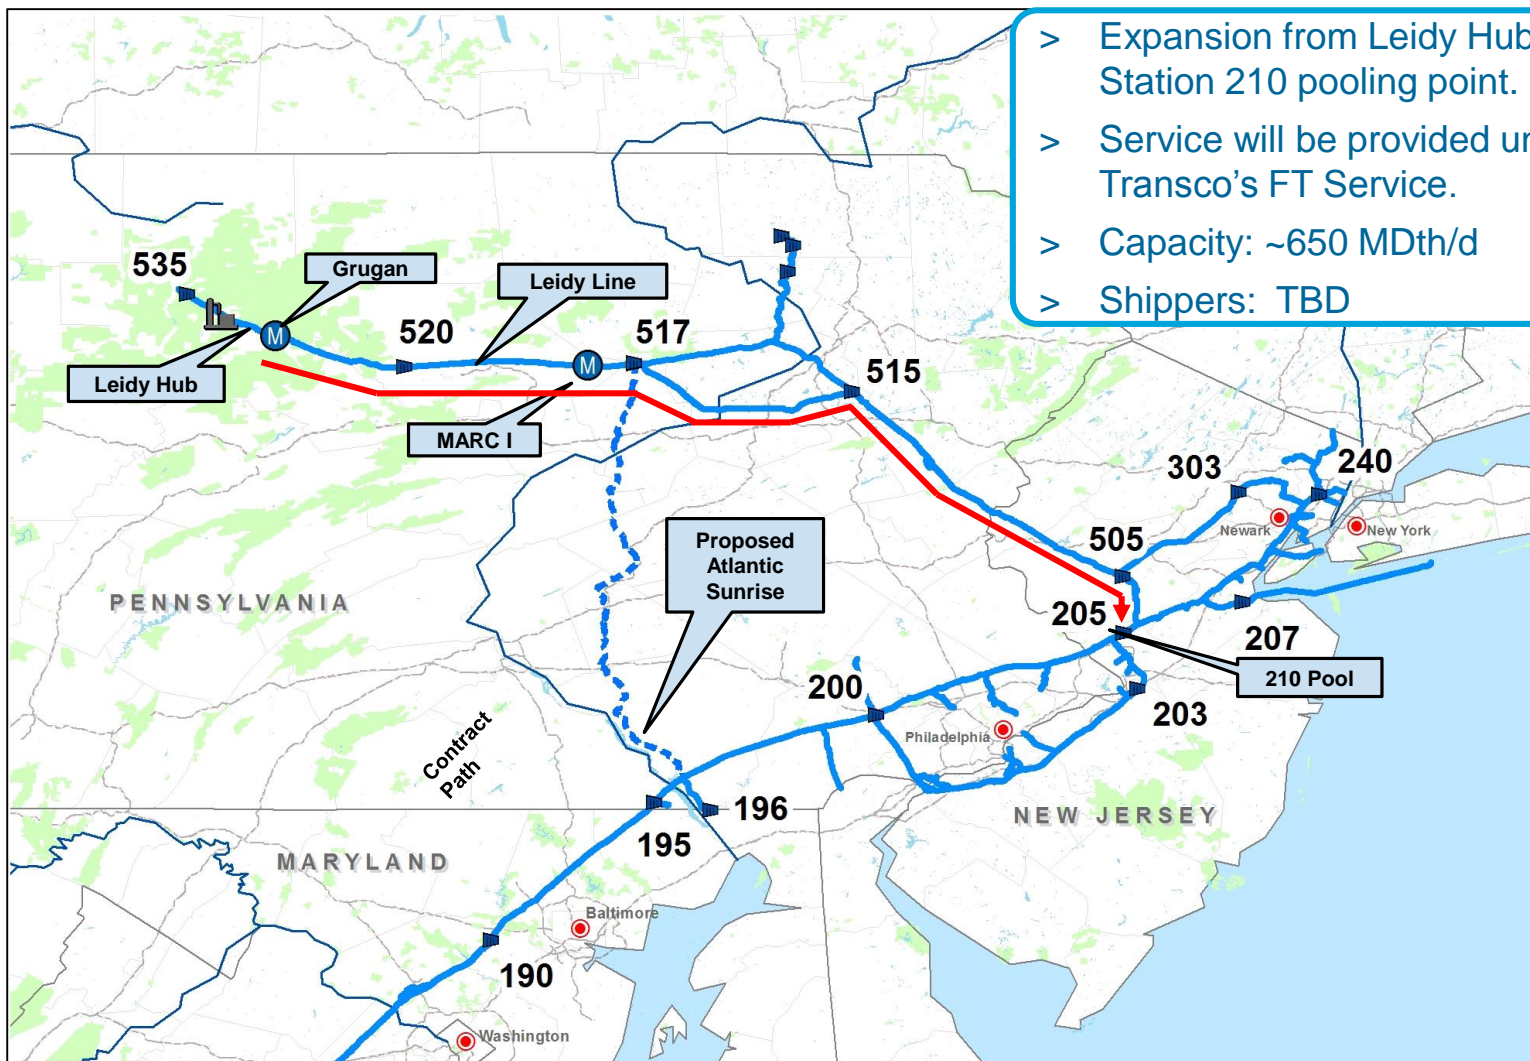 > Expansion from Leidy Hub
Station 210 pooling point.
> Service will be provided
Transco's FT Service.
> Capacity: ~650 MDth/d
> Shippers: TBD
535
Grugan
Leidy Line
M
520
M
517
Leidy Hub
515
MARC I
303
240
Newark
New York
Proposed
Atlantic
Sunrise
505
PENNSYLVANIA
205
207
210 Pool
200
203
Philadelphia
Contract
Path
196
NEW JERSEY
195
MARYLAND
Baltimore
190
Washington